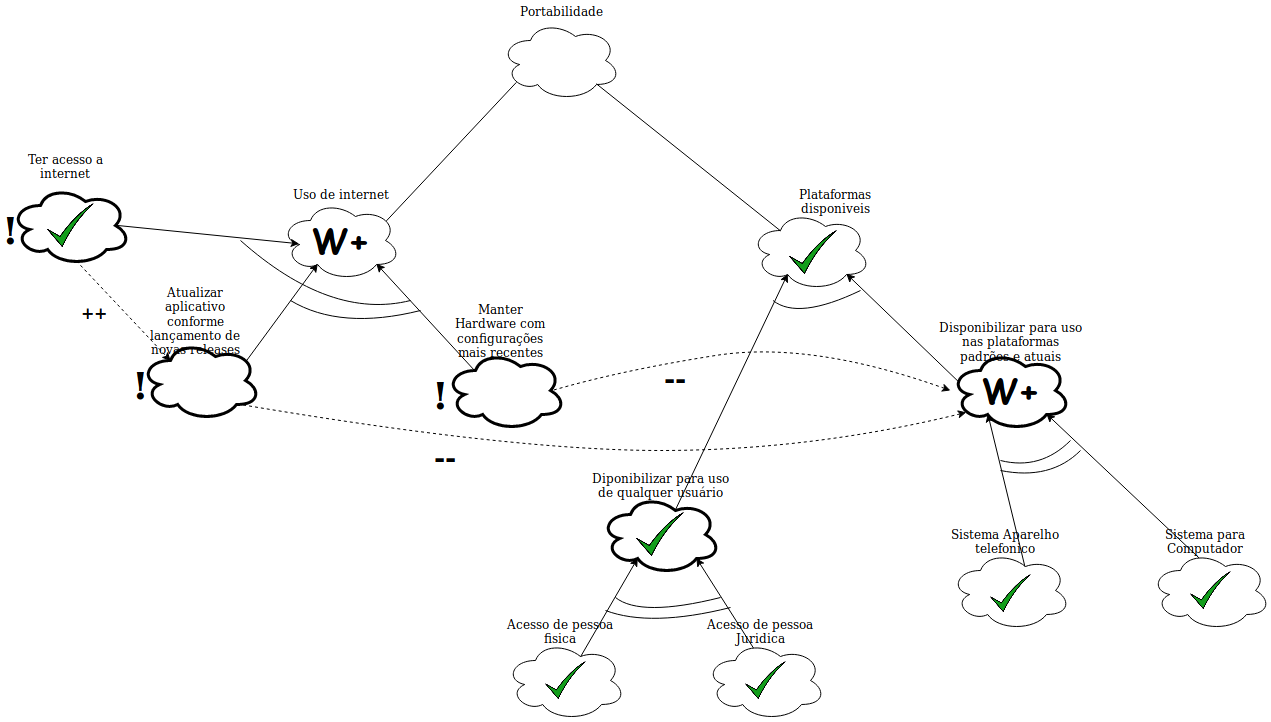 Portabilidade
Ter acesso a
internet
!
Uso de internet
W+
Plataformas
disponiveis
++
Atualizar
aplicativo
conforme
lançamento de
novas releases
!
Manter
Hardware com
configurações
mais recentes
!
--
--
Disponibilizar para uso
nas plataformas
padrões e atuais
W+
Diponibilizar para uso
de qualquer usuário
Sistema Aparelho
telefonico
Sistema para
Computador
Acesso de pessoa
fisica
Acesso de pessoa
Juridica